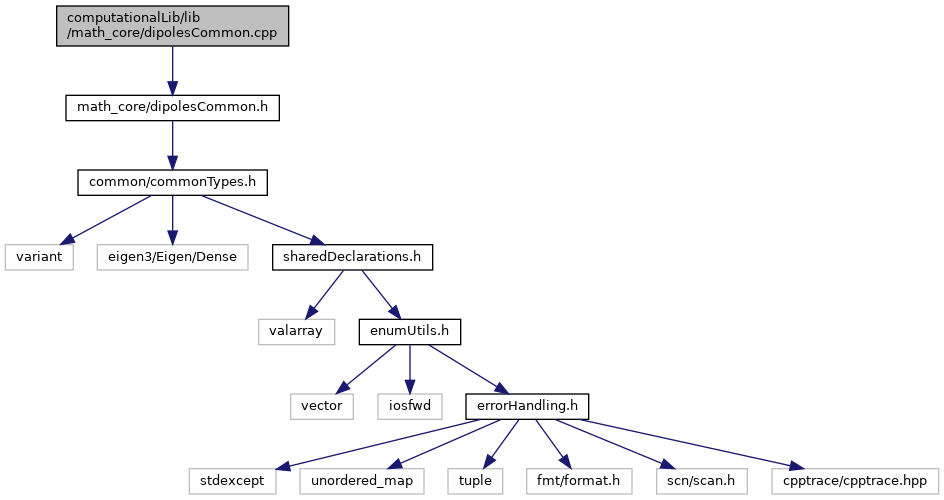 computationalLib/lib
/math_core/dipolesCommon.cpp
math_core/dipolesCommon.h
common/commonTypes.h
variant
eigen3/Eigen/Dense
sharedDeclarations.h
valarray
enumUtils.h
vector
iosfwd
errorHandling.h
stdexcept
unordered_map
tuple
fmt/format.h
scn/scan.h
cpptrace/cpptrace.hpp